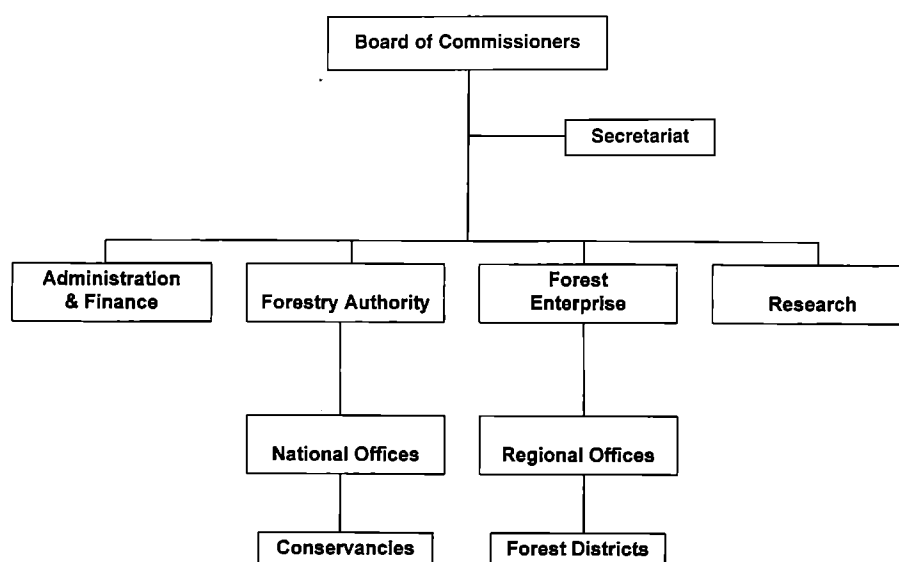 Board of Commissioners
Secretariat
Administration
& Finance
Forestry Authority
Forest
Enterprise
Research
National Offices
Regional Offices
Conservancies
Forest Districts